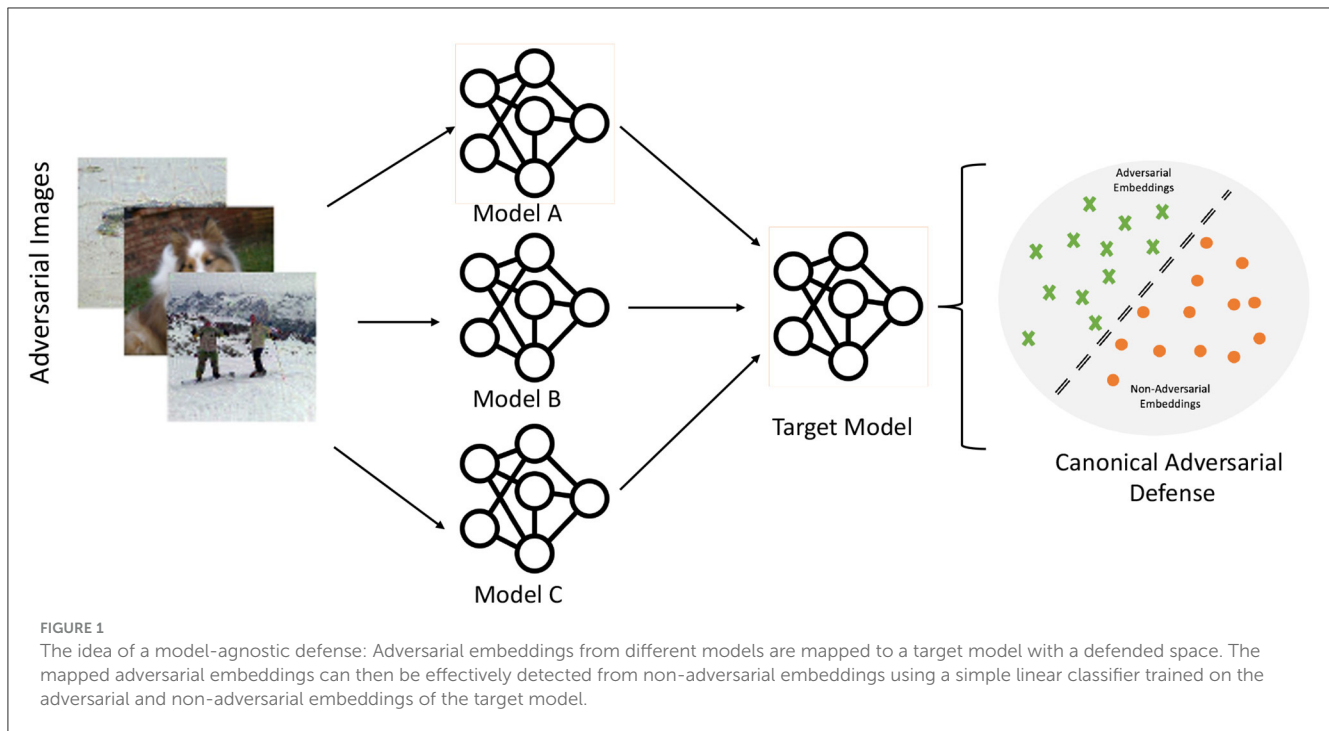 Adversarial Images
Model A
Model B
Model C
Target Model
Adversarial
Embeddings
Non-Adversarial
Embeddings
Canonical Adversarial
Defense
FIGURE 1
The idea of a model-agnostic defense: Adversarial embeddings from different models are mapped to a target model with a defended space. The
mapped adversarial embeddings can then be effectively detected from non-adversarial embeddings using a simple linear classifier trained on the
adversarial and non-adversarial embeddings of the target model.